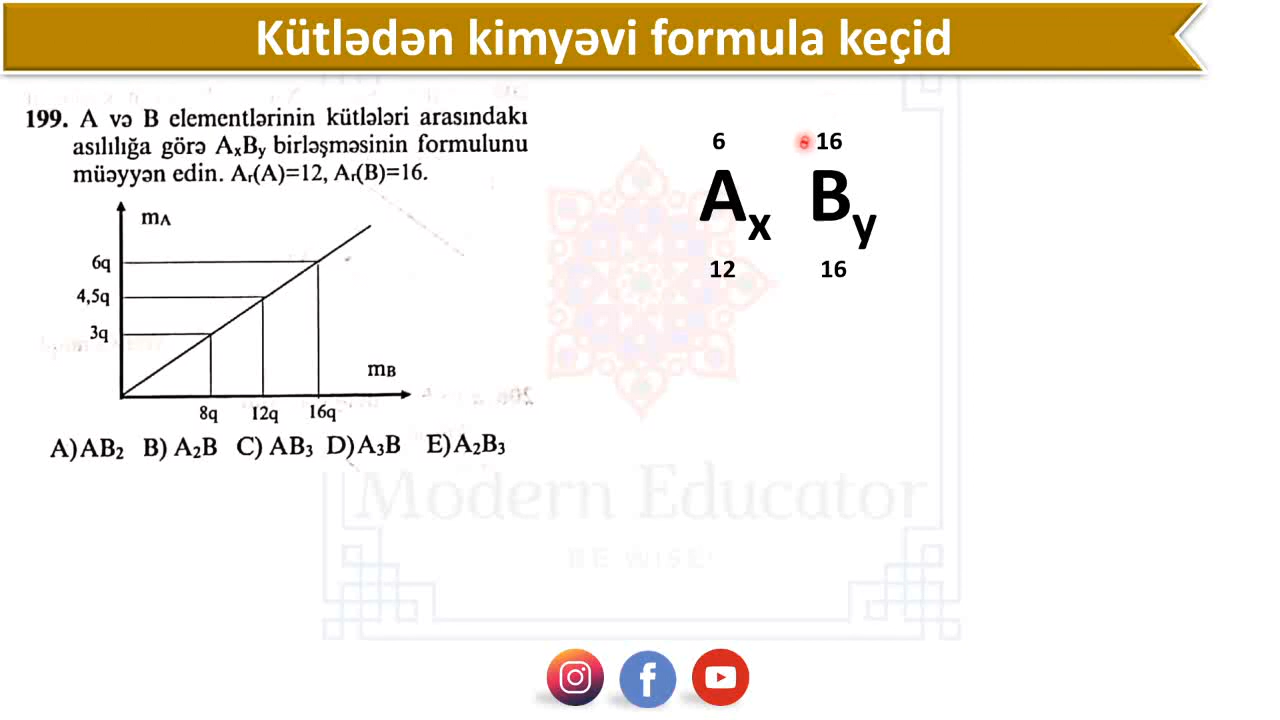 Kütlədən kimyəvi formula keçid
199. A və B elementlərinin kütlələri arasındakı
asılılığa görə AₓBᵧ birləşməsinin formulunu
müəyyən edin. Aᵣ(A)=12, Aᵣ(B)=16.
mA
6q
4,5q
3q
mB
8q 12q 16q
A)AB₂ B) A₂B C) AB₃ D)A₃B E)A₂B₃
6 16
Aₓ Bᵧ
12 16
Modern Educator
BE WISE!